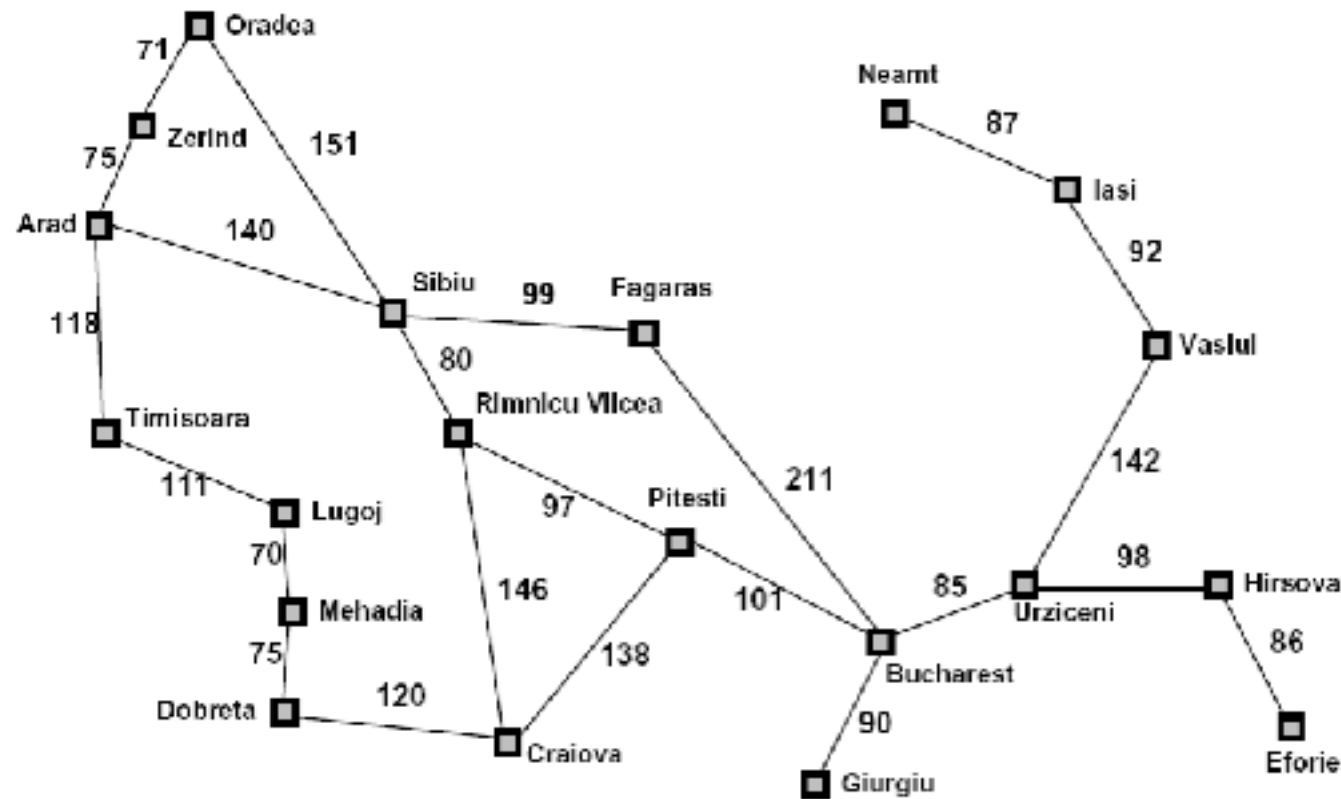 Oradea
71
Neamt
87
Zerind
75
151
Iasi
Arad
140
92
Sibiu
99
Fagaras
118
80
Vaslui
Timisoara
Rimnicu Vilcea
142
111
211
Lugoj
97
Pitesti
70
98
Hirsova
146
101
85
Mehadia
Urziceni
75
138
86
Bucharest
Dobreta
120
90
Craiova
Eforie
Giurgiu